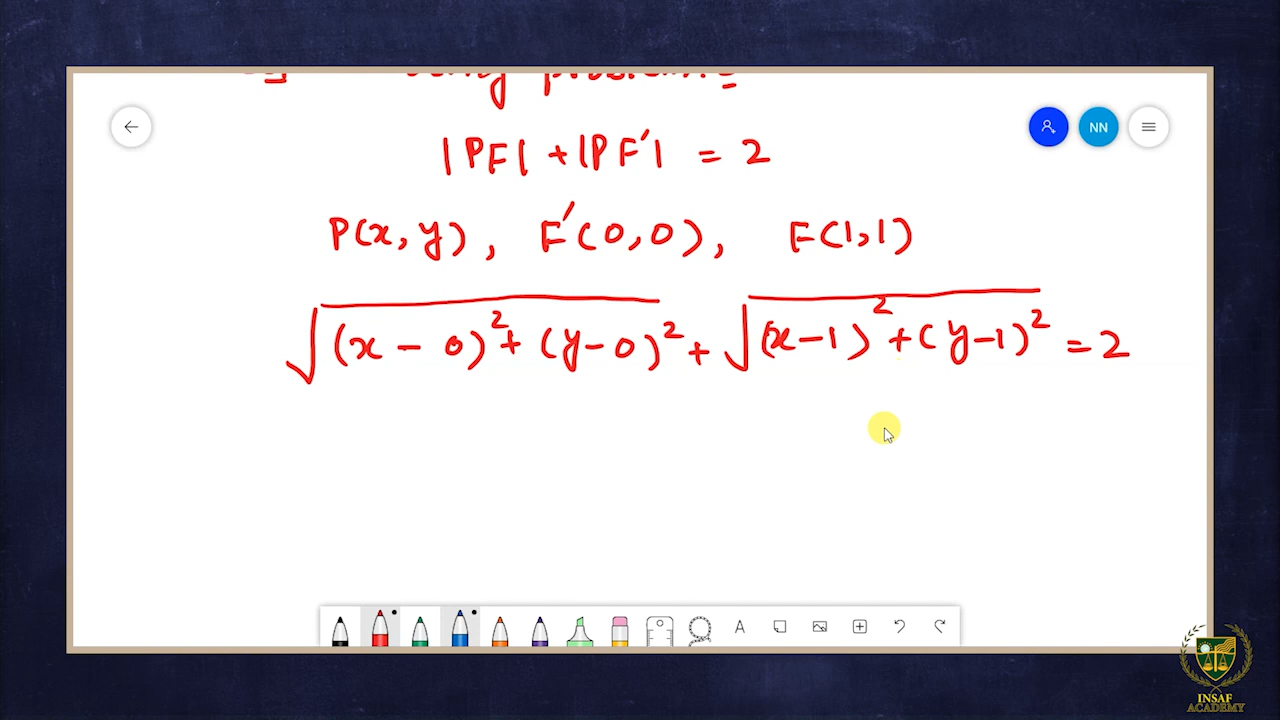 |PF| + |PF'| = 2
P(x, y), F'(0,0), F(1,1)
√(x - 0)² + (y-0)² + √(x-1)² + (y-1)² = 2
NN
A
INSAF
ACADEMY